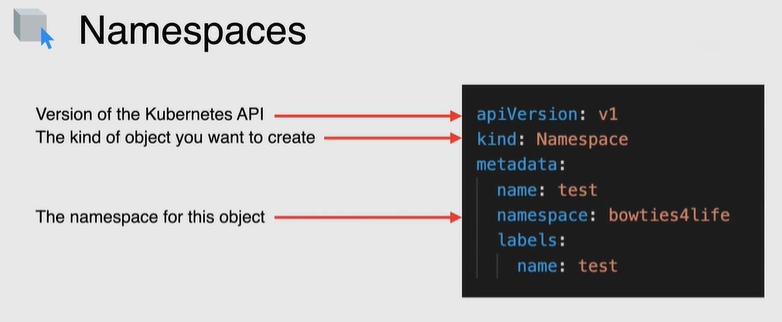 Namespaces
Version of the Kubernetes API
The kind of object you want to create
The namespace for this object
apiVersion: v1
kind: Namespace
metadata:
  name: test
  namespace: bowties4life
  labels:
    name: test